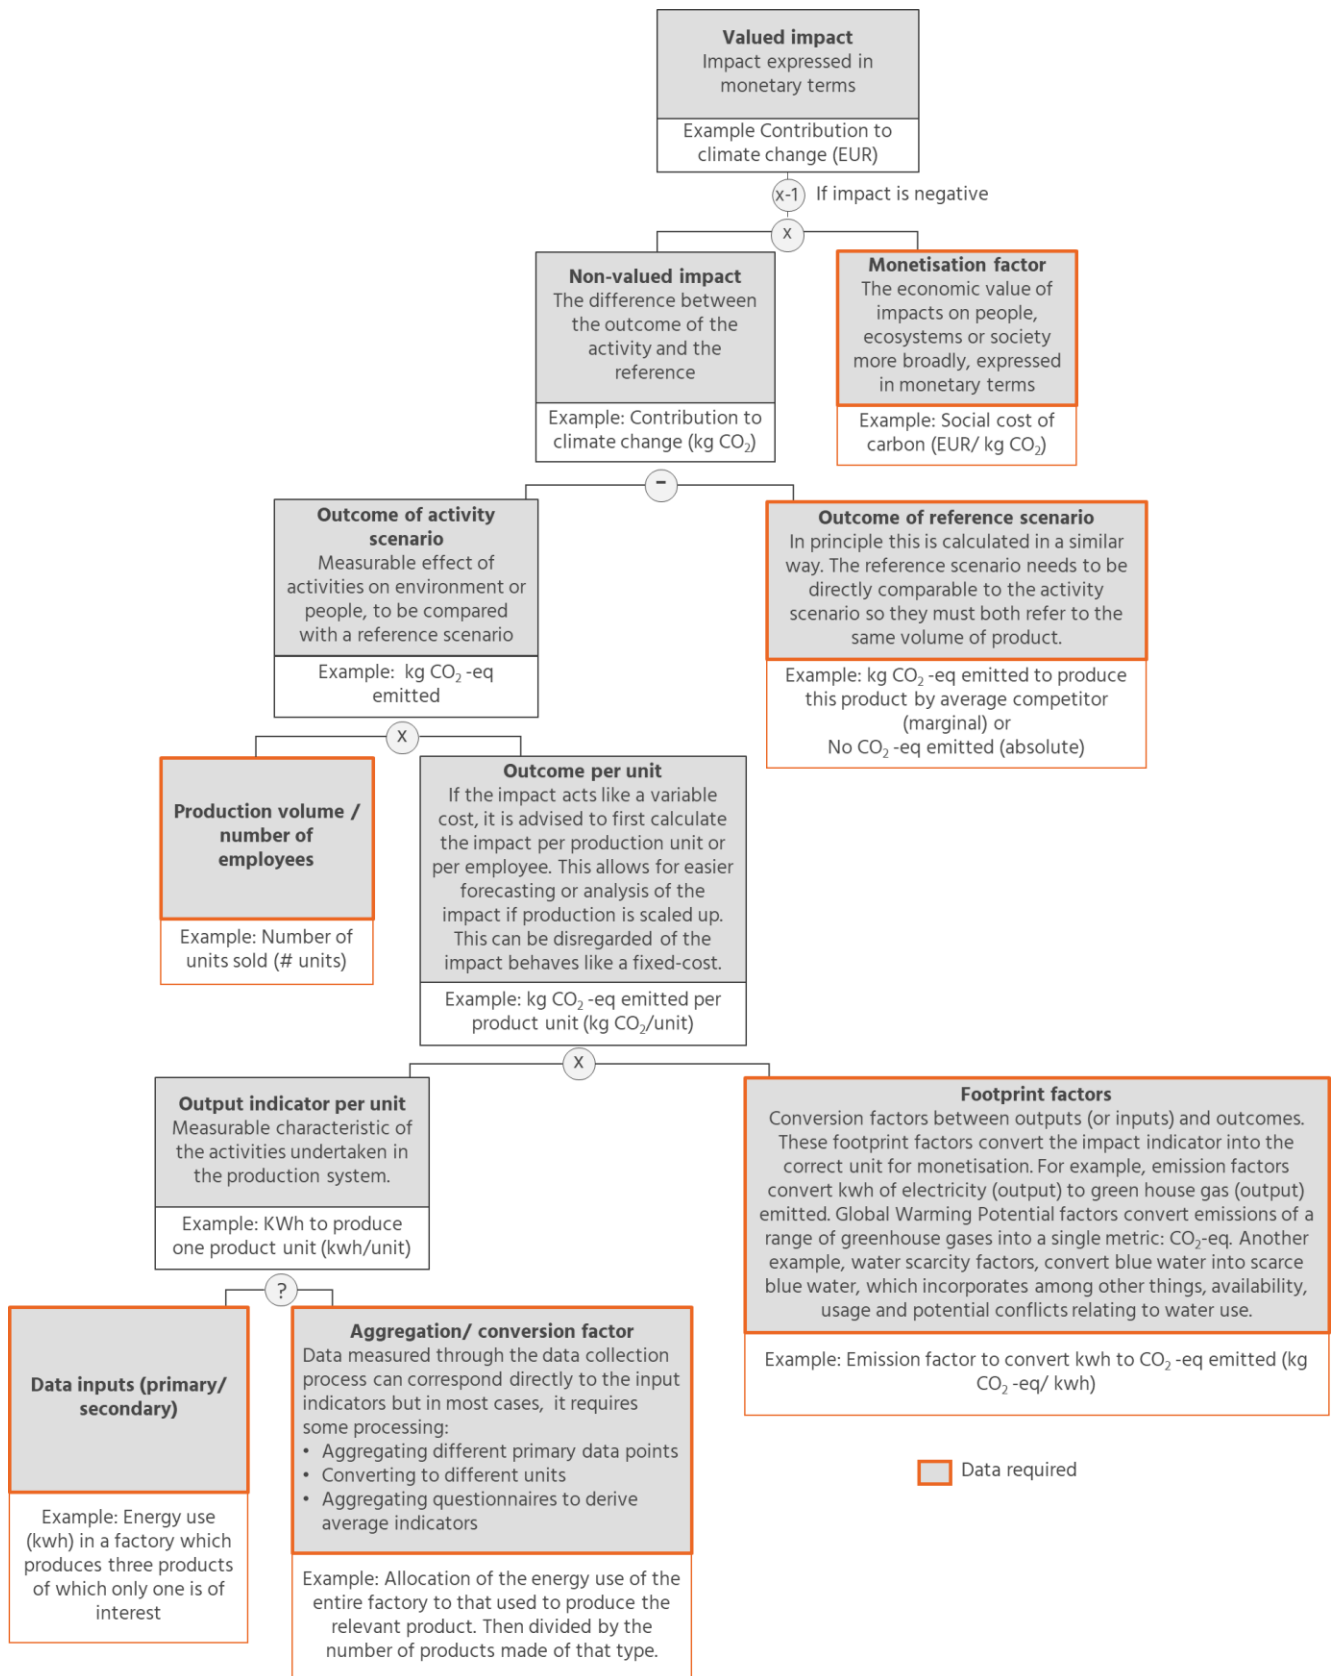 Valued impact
Impact expressed in
monetary terms
Example Contribution to
climate change (EUR)
x-1 If impact is negative
x
Non-valued impact
The difference between
the outcome of the
activity and the
reference
Example: Contribution to
climate change (kg CO₂)
Monetisation factor
The economic value of
impacts on people,
ecosystems or society
more broadly, expressed
in monetary terms
Example: Social cost of
carbon (EUR/ kg CO₂)
–
Outcome of activity
scenario
Measurable effect of
activities on environment or
people, to be compared
with a reference scenario
Example: kg CO₂ -eq
emitted
Outcome of reference scenario
In principle this is calculated in a similar
way. The reference scenario needs to be
directly comparable to the activity
scenario so they must both refer to the
same volume of product.
Example: kg CO₂ -eq emitted to produce
this product by average competitor
(marginal) or
No CO₂ -eq emitted (absolute)
x
Production volume /
number of
employees
Example: Number of
units sold (# units)
Outcome per unit
If the impact acts like a variable
cost, it is advised to first calculate
the impact per production unit or
per employee. This allows for easier
forecasting or analysis of the
impact if production is scaled up.
This can be disregarded of the
impact behaves like a fixed-cost.
Example: kg CO₂ -eq emitted per
product unit (kg CO₂/unit)
x
Output indicator per unit
Measurable characteristic of
the activities undertaken in
the production system.
Example: KWh to produce
one product unit (kwh/unit)
Footprint factors
Conversion factors between outputs (or inputs) and outcomes.
These footprint factors convert the impact indicator into the
correct unit for monetisation. For example, emission factors
convert kwh of electricity (output) to green house gas (output)
emitted. Global Warming Potential factors convert emissions of a
range of greenhouse gases into a single metric: CO₂-eq. Another
example, water scarcity factors, convert blue water into scarce
blue water, which incorporates among other things, availability,
usage and potential conflicts relating to water use.
Example: Emission factor to convert kwh to CO₂ -eq emitted (kg
CO₂ -eq/ kwh)
?
Data inputs (primary/
secondary)
Example: Energy use
(kwh) in a factory which
produces three products
of which only one is of
interest
Aggregation/ conversion factor
Data measured through the data collection
process can correspond directly to the input
indicators but in most cases, it requires
some processing:
• Aggregating different primary data points
• Converting to different units
• Aggregating questionnaires to derive
average indicators
Example: Allocation of the energy use of the
entire factory to that used to produce the
relevant product. Then divided by the
number of products made of that type.
Data required